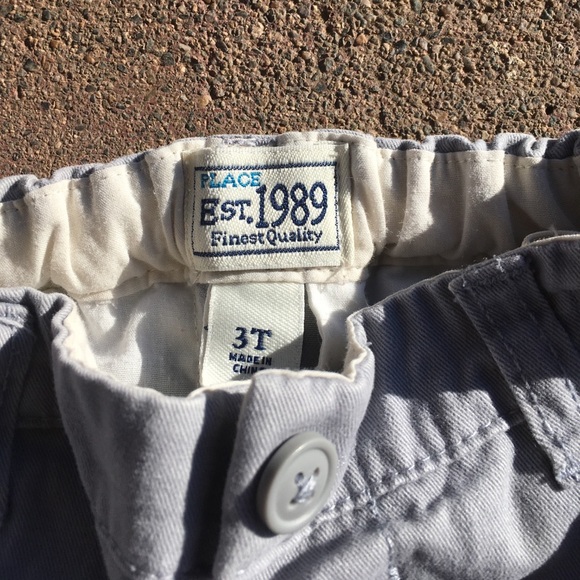 PLACE
EST. 1989
Finest Quality
3T
MADE IN
CHINA